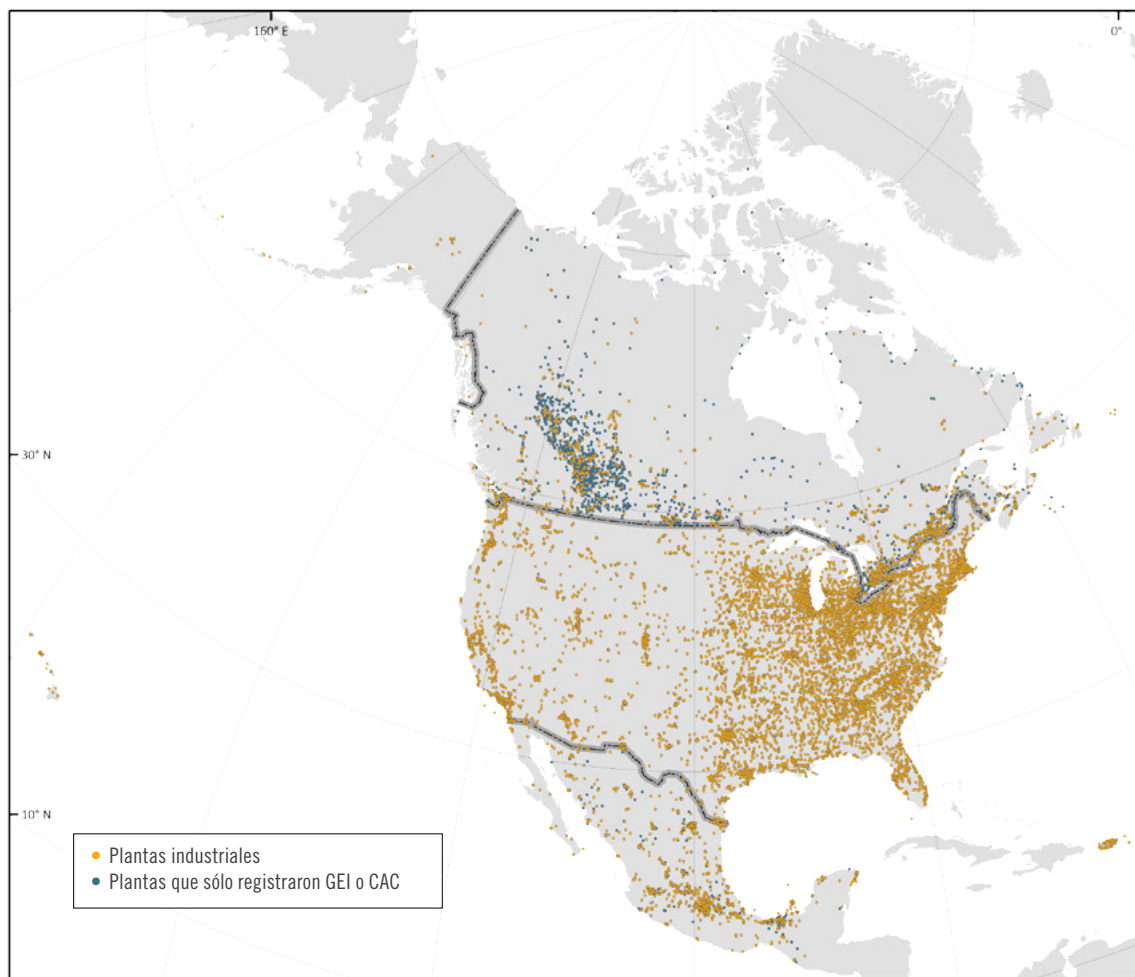 160° E
0°
30° N
10° N
Plantas industriales
Plantas que sólo registraron GEI o CAC